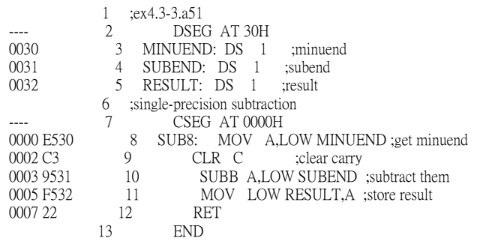 1 ;ex4.3-3.a51
---- 2 DSEG AT 30H
0030 3 MINUEND: DS 1 ;minuend
0031 4 SUBEND: DS 1 ;subend
0032 5 RESULT: DS 1 ;result
6 ;single-precision subtraction
---- 7 CSEG AT 0000H
0000 E530 8 SUB8: MOV A,LOW MINUEND ;get minuend
0002 C3 9 CLR C ;clear carry
0003 9531 10 SUBB A,LOW SUBEND ;subtract them
0005 F532 11 MOV LOW RESULT,A ;store result
0007 22 12 RET
13 END